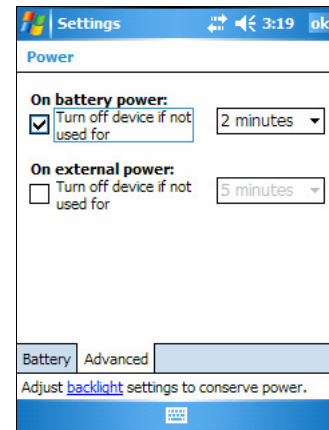 Settings 3:19 ok
Power
On battery power:
Turn off device if not
used for
2 minutes
On external power:
Turn off device if not
used for
5 minutes
Battery Advanced
Adjust backlight settings to conserve power.